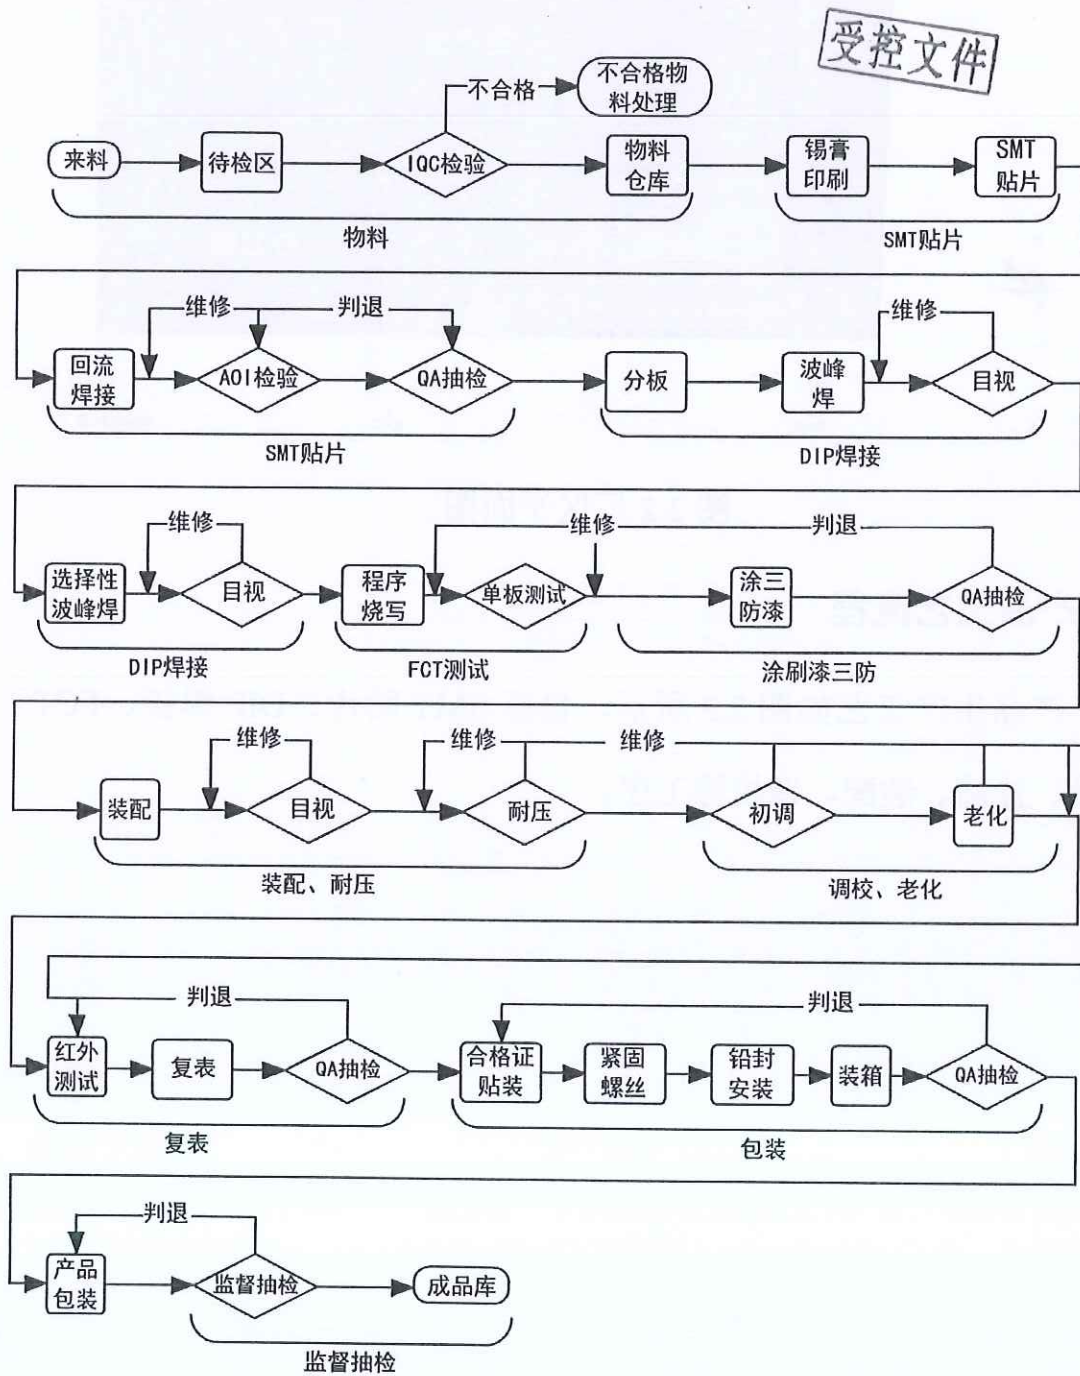 受控文件
不合格
不合格物
料处理
来料
待检区
IQC检验
物料
仓库
锡膏
印刷
SMT
贴片
物料
SMT贴片
维修
判退
维修
回流
焊接
AOI检验
QA抽检
分板
波峰
焊
目视
SMT贴片
DIP焊接
维修
维修
判退
选择性
波峰焊
目视
程序
烧写
单板测试
涂三
防漆
QA抽检
DIP焊接
FCT测试
涂刷漆三防
维修
维修
维修
装配
目视
耐压
初调
老化
装配、耐压
调校、老化
判退
判退
红外
测试
复表
QA抽检
合格证
贴装
紧固
螺丝
铅封
安装
装箱
QA抽检
复表
包装
判退
产品
包装
监督抽检
成品库
监督抽检